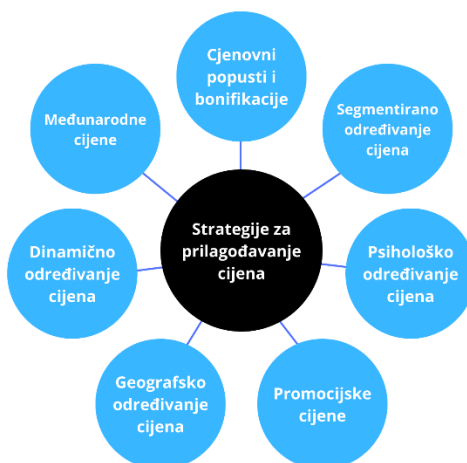 Cjenovni
popusti i
bonifikacije
Segmentirano
određivanje
cijena
Međunarodne
cijene
Strategije za
prilagođavanje
cijena
Psihološko
određivanje
cijena
Dinamično
određivanje
cijena
Geografsko
određivanje
cijena
Promocijske
cijene